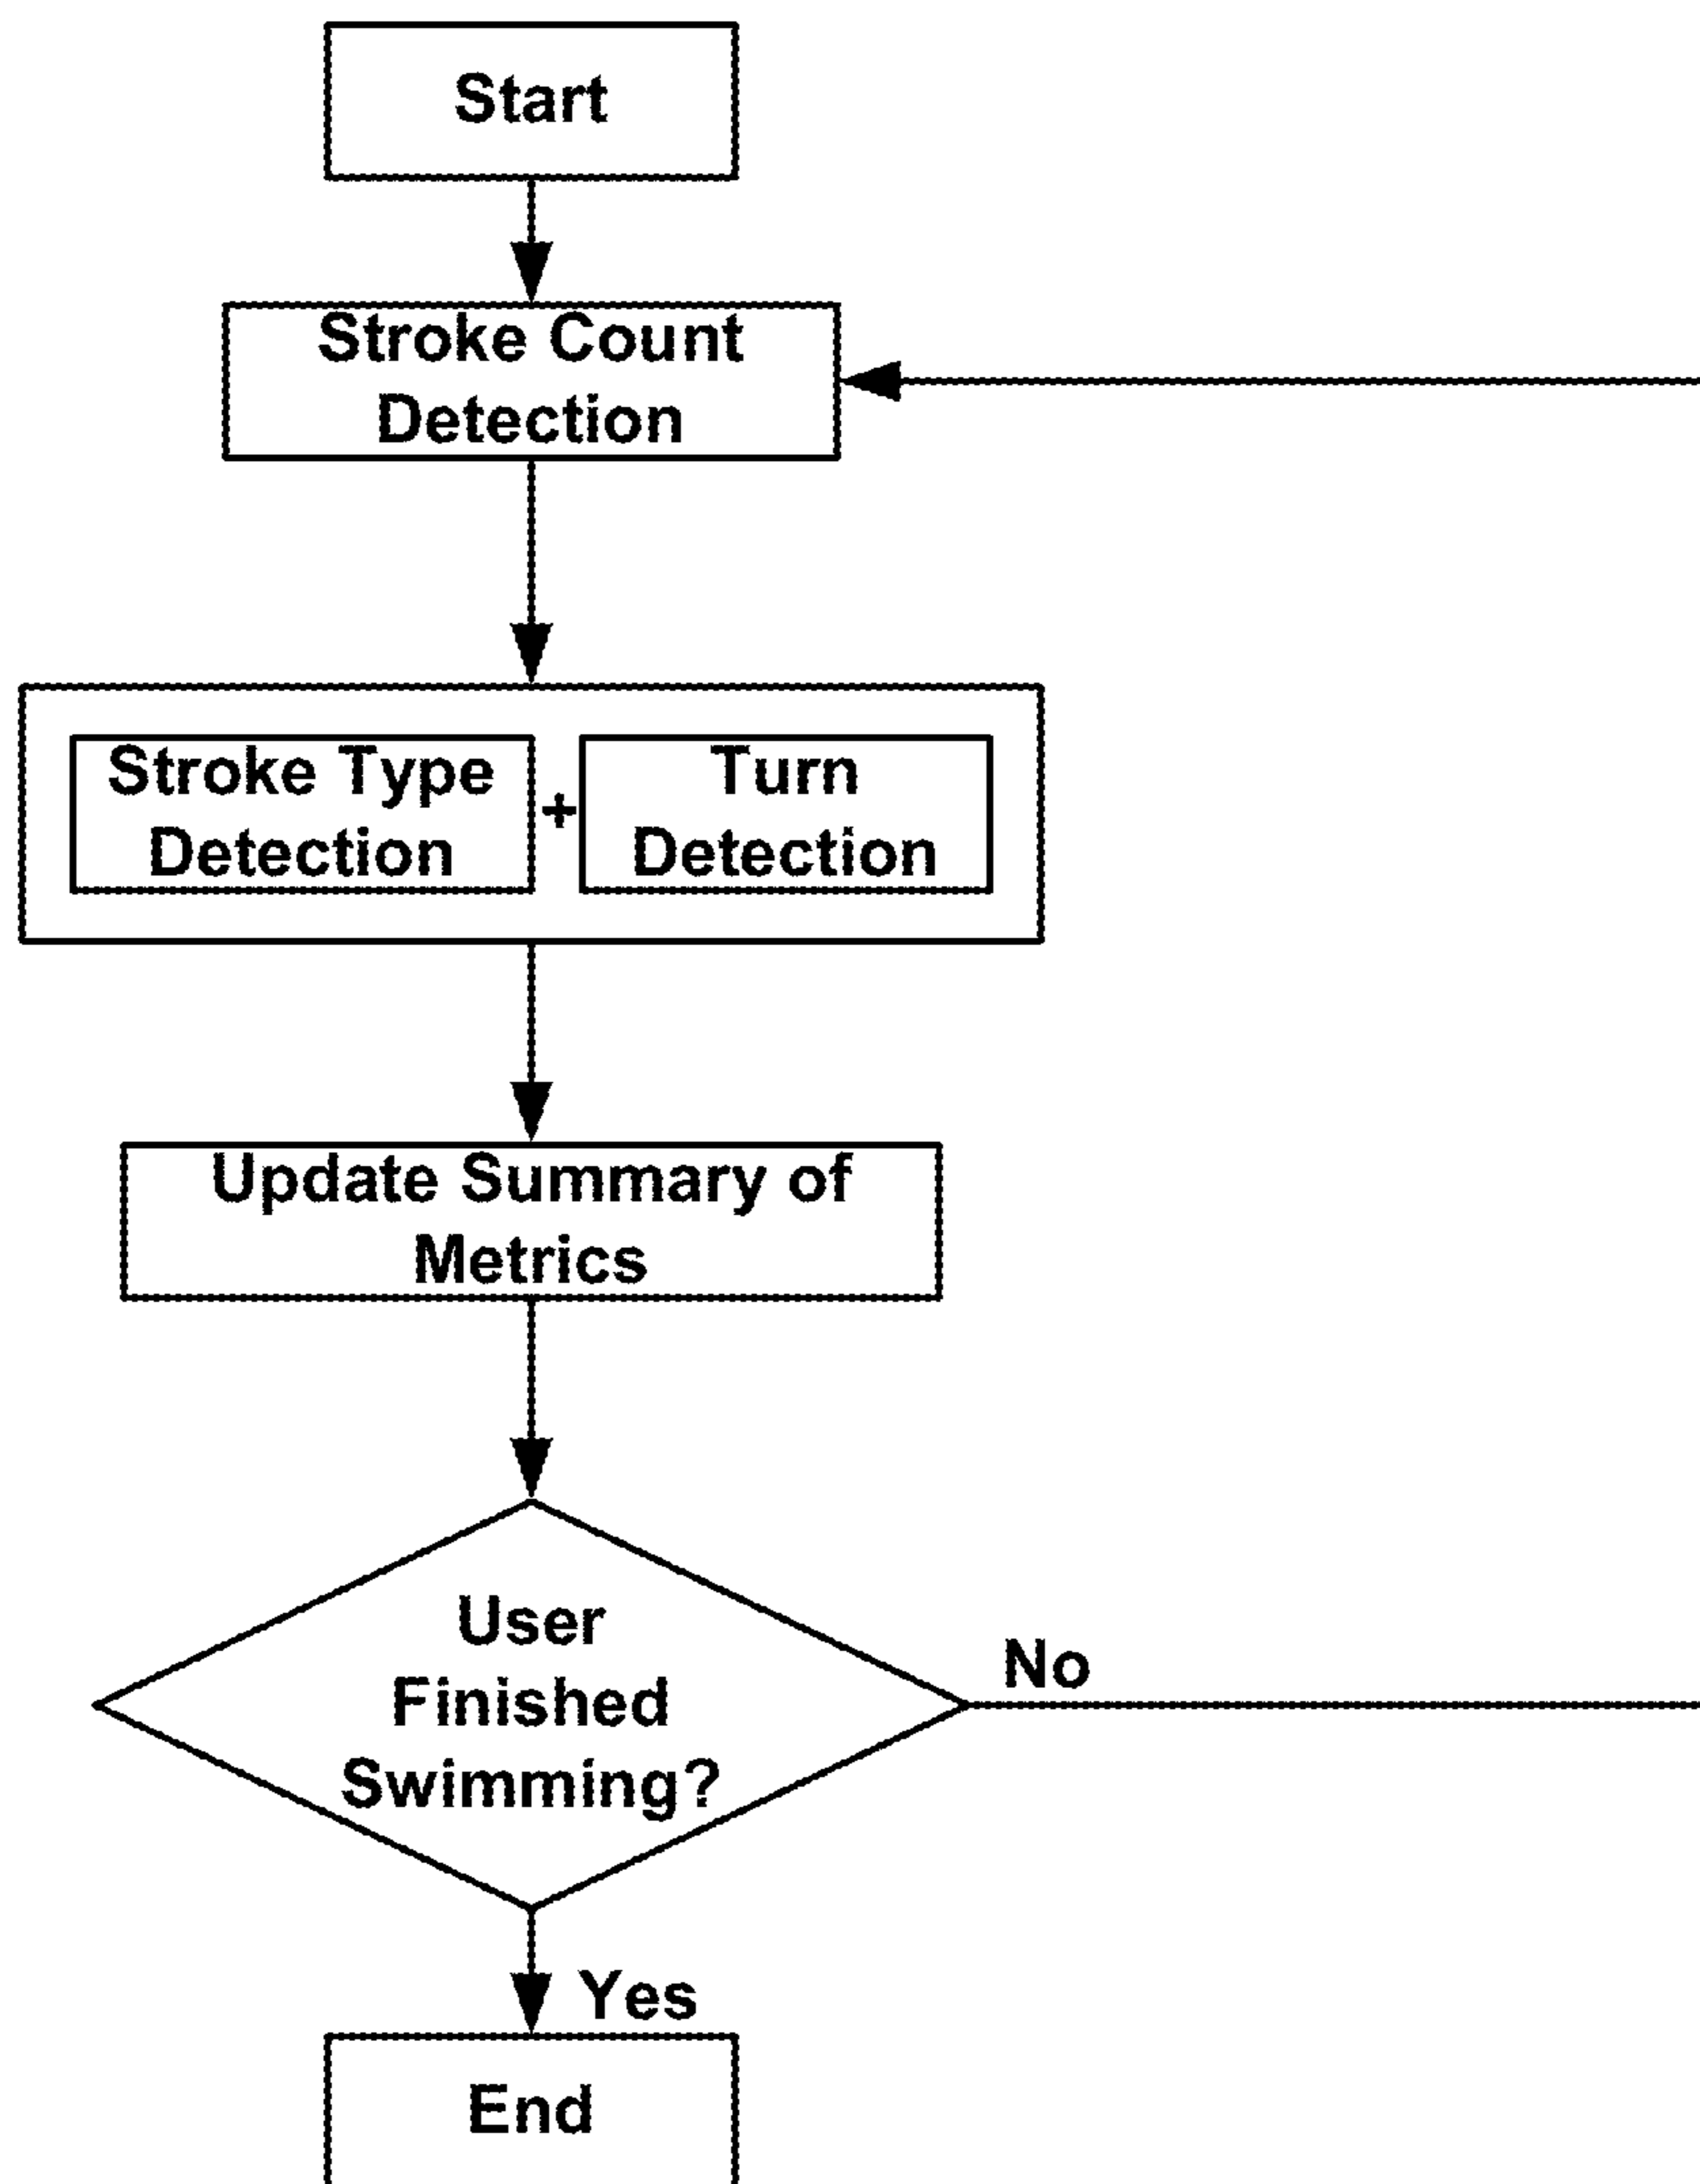 Start
Stroke Count
Detection
Stroke Type
Detection
+
Turn
Detection
Update Summary of
Metrics
User
Finished
Swimming?
No
Yes
End